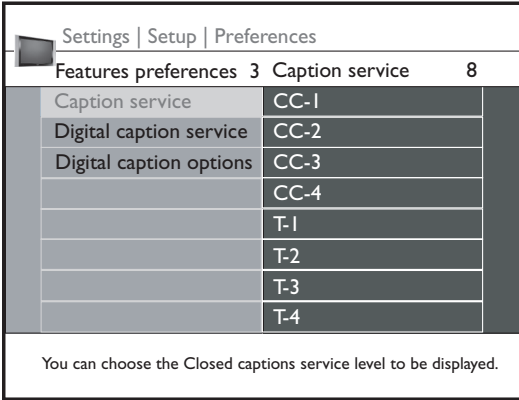 Settings | Setup | Preferences
Features preferences 3 Caption service 8
Caption service CC-1
Digital caption service CC-2
Digital caption options CC-3
CC-4
T-1
T-2
T-3
T-4
You can choose the Closed captions service level to be displayed.